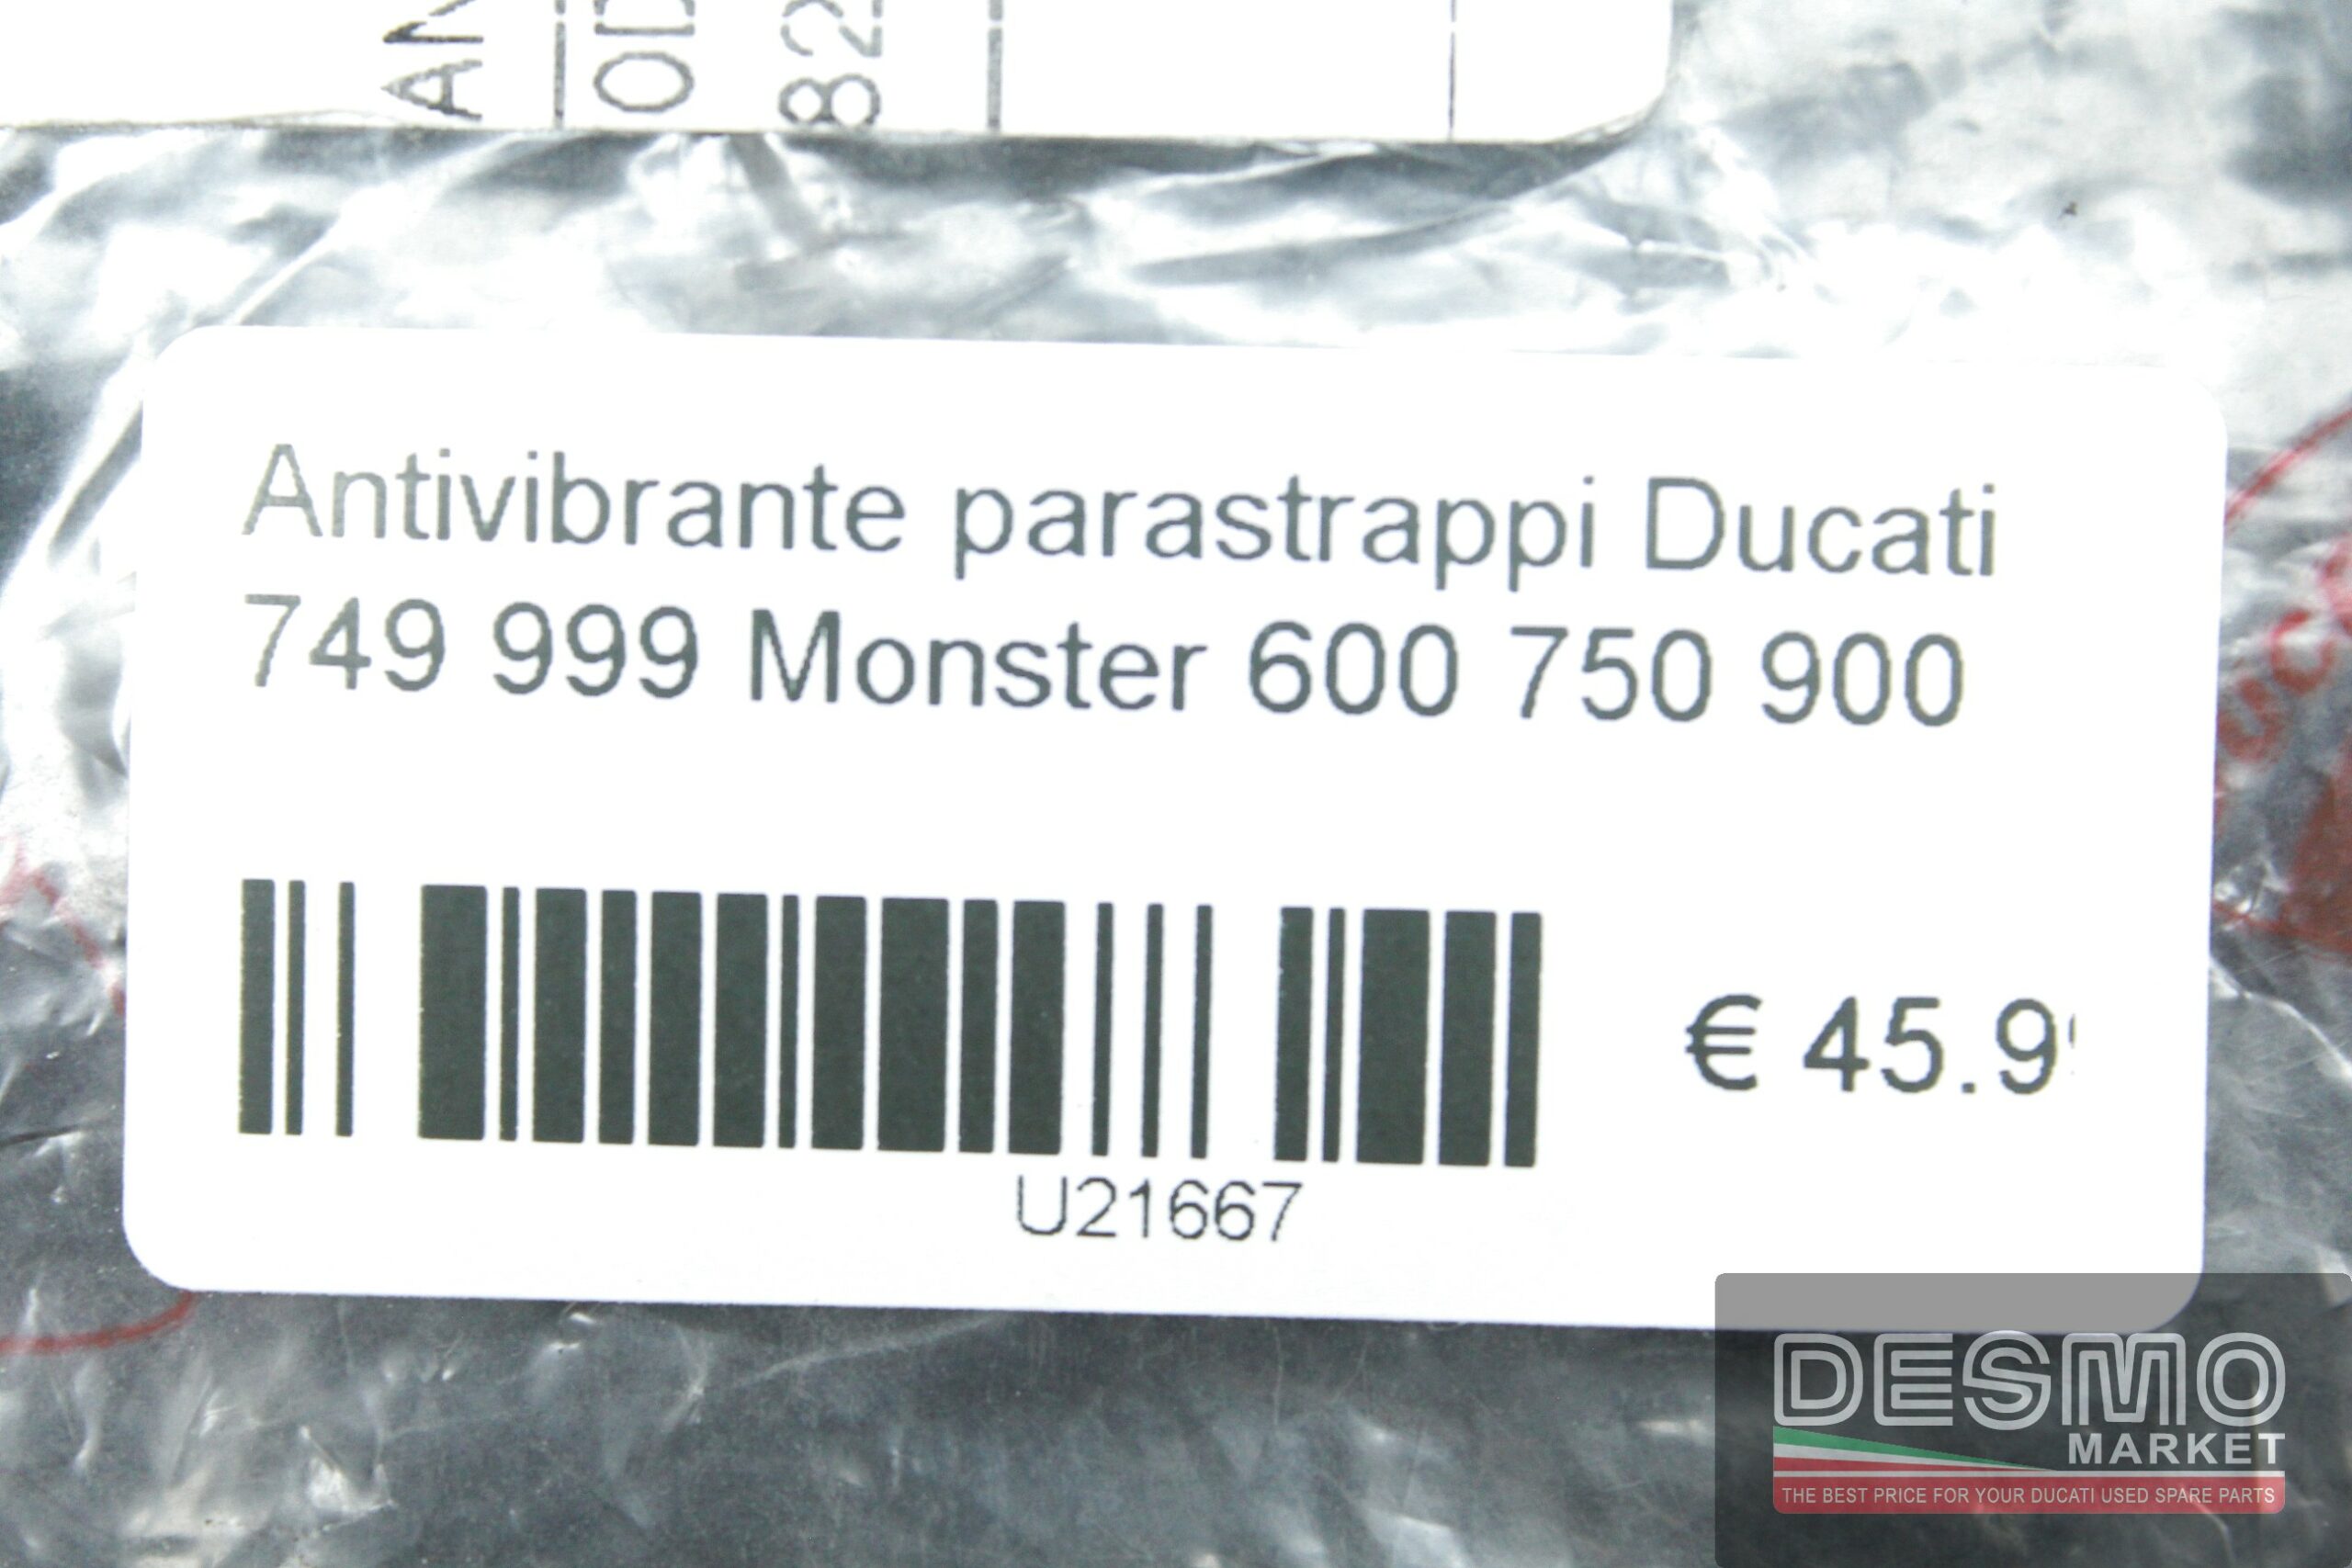 Antivibrante parastrappi Ducati
749 999 Monster 600 750 900
€ 45.9
U21667
DESMO
MARKET
THE BEST PRICE FOR YOUR DUCATI USED SPARE PARTS